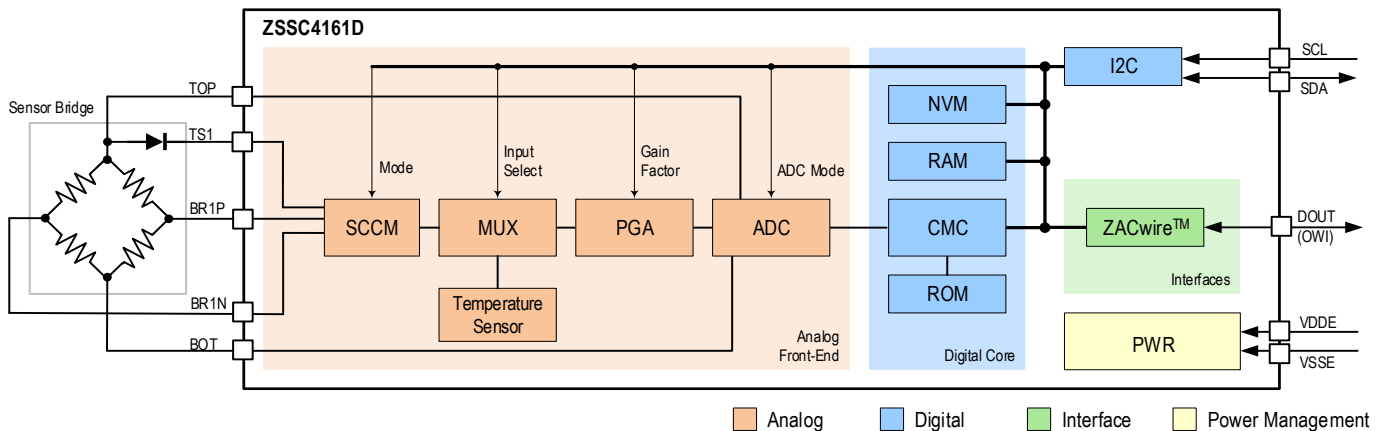 ZSSC4161D
Sensor Bridge
TOP
TS1
BR1P
BR1N
BOT
Mode
Input
Select
Gain
Factor
ADC Mode
SCCM
MUX
PGA
ADC
Temperature
Sensor
Analog
Front-End
NVM
RAM
CMC
ROM
Digital Core
I2C
ZACwire™
Interfaces
PWR
SCL
SDA
DOUT
(OWI)
VDDE
VSSE
Analog
Digital
Interface
Power Management